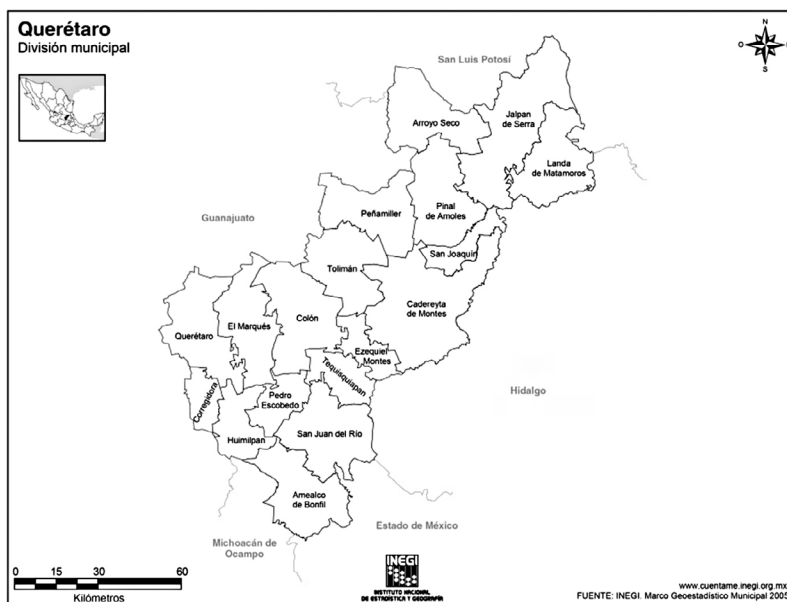 Querétaro
División municipal
N
O
S
San Luis Potosí
Arroyo Seco
Jalpan
de Serra
Landa
de Matamoros
Guanajuato
Peñamiller
Pinal
de Amoles
San Joaquín
Tolimán
Cadereyta
de Montes
Querétaro
El Marqués
Colón
Ezequiel
Montes
Tequisquiapan
Corregidora
Pedro
Escobedo
Hidalgo
Huimilpan
San Juan del Río
Amealco
de Bonfil
Estado de México
Michoacán de
Ocampo
0 15 30 60
Kilómetros
INEGI
INSTITUTO NACIONAL
DE ESTADÍSTICA Y GEOGRAFÍA
www.cuentame.inegi.org.mx
FUENTE: INEGI. Marco Geoestadístico Municipal 2005